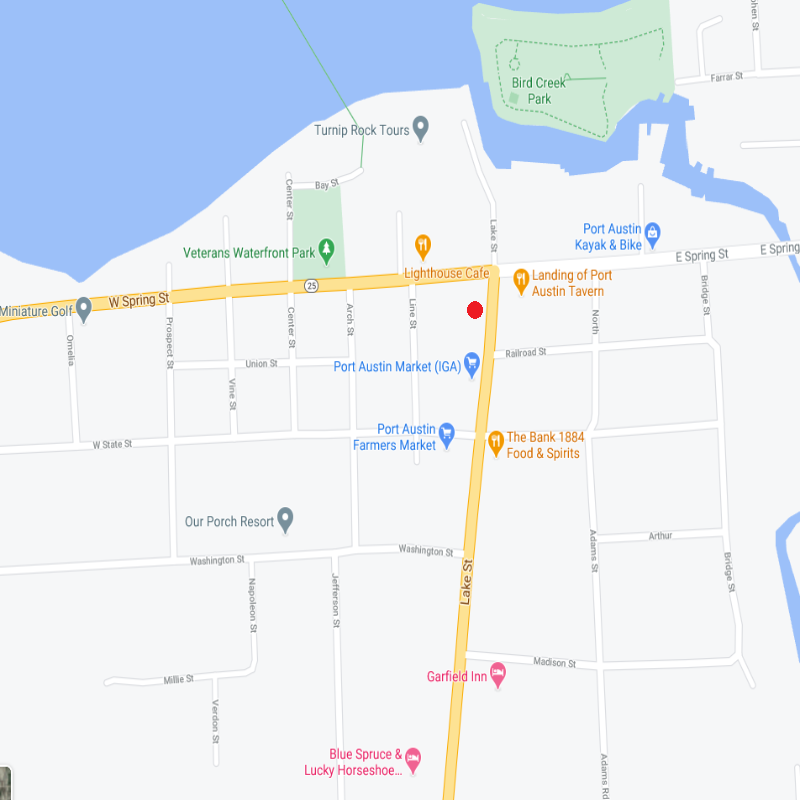 phen St
Farrar St
Bird Creek
Park
Turnip Rock Tours
Bay St
Center St
Lake St
Port Austin
Kayak & Bike
Veterans Waterfront Park
E Spring St
E Spring
Lighthouse Cafe
Landing of Port
Austin Tavern
25
W Spring St
Miniature Golf
Bridge St
Line St
Center St
Arch St
North
Prospect St
Omelia
Railroad St
Union St
Port Austin Market (IGA)
Vine St
Port Austin
Farmers Market
The Bank 1884
Food & Spirits
W State St
Our Porch Resort
Arthur
Adams St
Washington St
Washington St
Bridge St
Lake St
Napoleon St
Jefferson St
Madison St
Garfield Inn
Millie St
Verdon St
Blue Spruce &
Lucky Horseshoe...
Adams Rd